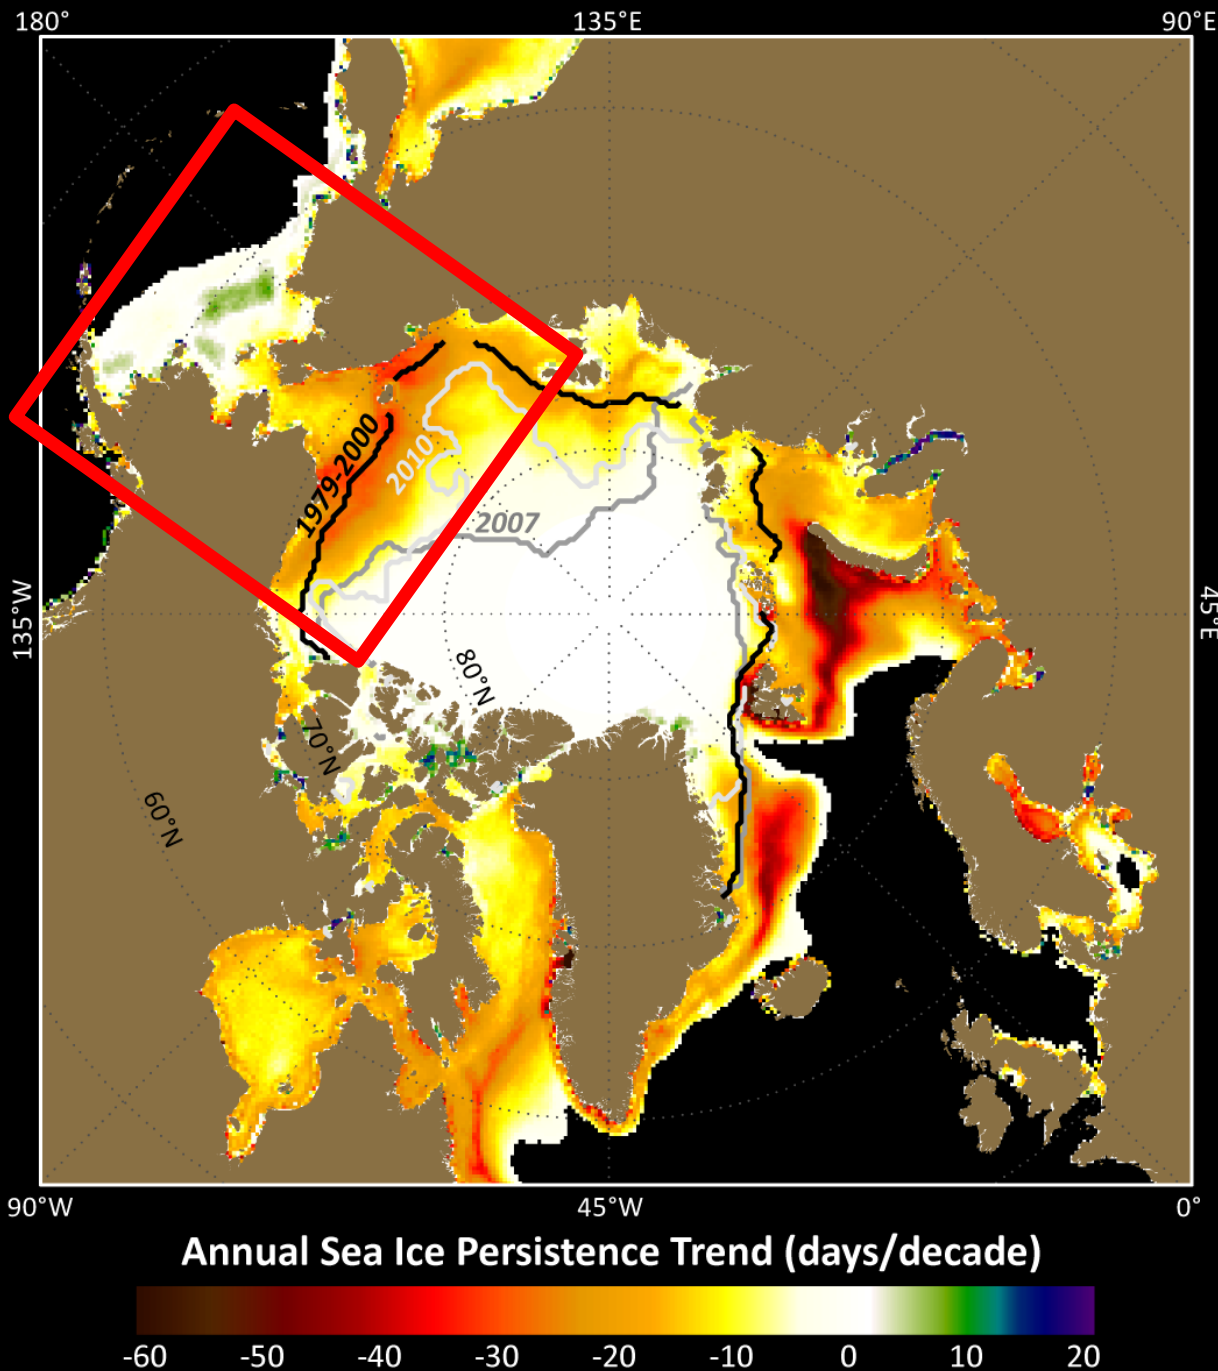 180° 135°E 90°E
1979-2000
2010
2007
135°W
45°E
80°N
70°N
60°N
90°W 45°W 0°
Annual Sea Ice Persistence Trend (days/decade)
-60 -50 -40 -30 -20 -10 0 10 20